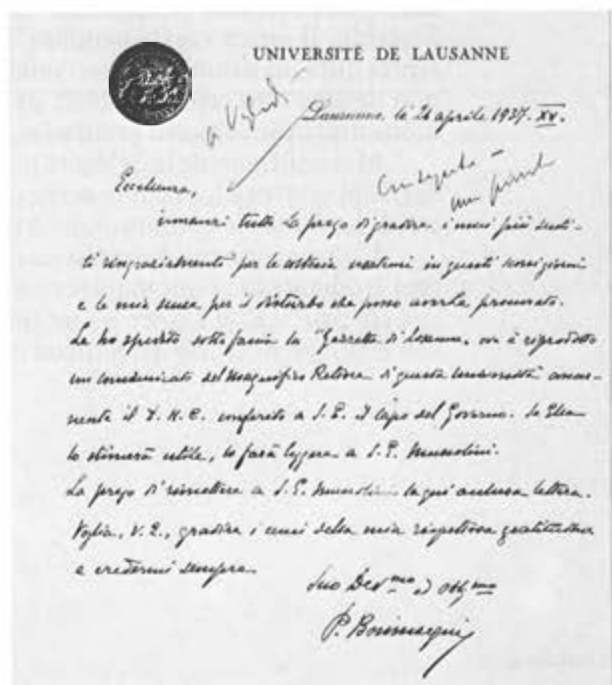 UNIVERSITÉ DE LAUSANNE
Lausanne, le 26 aprile 1937. XV.
Eccellenza,
innanzi tutto La prego di gradire i miei più senti-
ti ringraziamenti per le cortesie usatemi in questi scorsi giorni
e le mie scuse per il disturbo che posso averLe procurato.
Le ho spedito sotto fascia la "Gazzetta di Losanna, ove è riprodotto
un comunicato del Magnifico Rettore di questa Università annun-
ciante il D. H. C. conferito a S. E. il Capo del Governo. Se Ella
lo stimerà utile, lo farà leggere a S. E. Mussolini.
La prego di rimettere a S. E. Mussolini la qui acclusa lettera.
Voglia, V. E., gradire i sensi della mia rispettosa gratitudine
e credermi sempre
Suo Dev.mo ed Obb.mo
P. Boninsegni